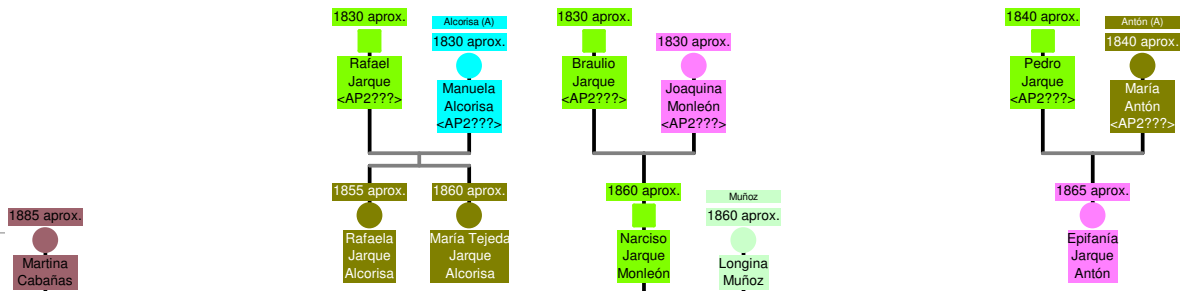 1830 aprox.
Rafael
Jarque
<AP2???>
Alcorisa (A)
1830 aprox.
Manuela
Alcorisa
<AP2???>
1830 aprox.
Braulio
Jarque
<AP2???>
1830 aprox.
Joaquina
Monleón
<AP2???>
1840 aprox.
Pedro
Jarque
<AP2???>
Antón (A)
1840 aprox.
María
Antón
<AP2???>
1885 aprox.
Martina
Cabañas
1855 aprox.
Rafaela
Jarque
Alcorisa
1860 aprox.
María Tejeda
Jarque
Alcorisa
1860 aprox.
Narciso
Jarque
Monleón
Muñoz
1860 aprox.
Longina
Muñoz
1865 aprox.
Epifanía
Jarque
Antón